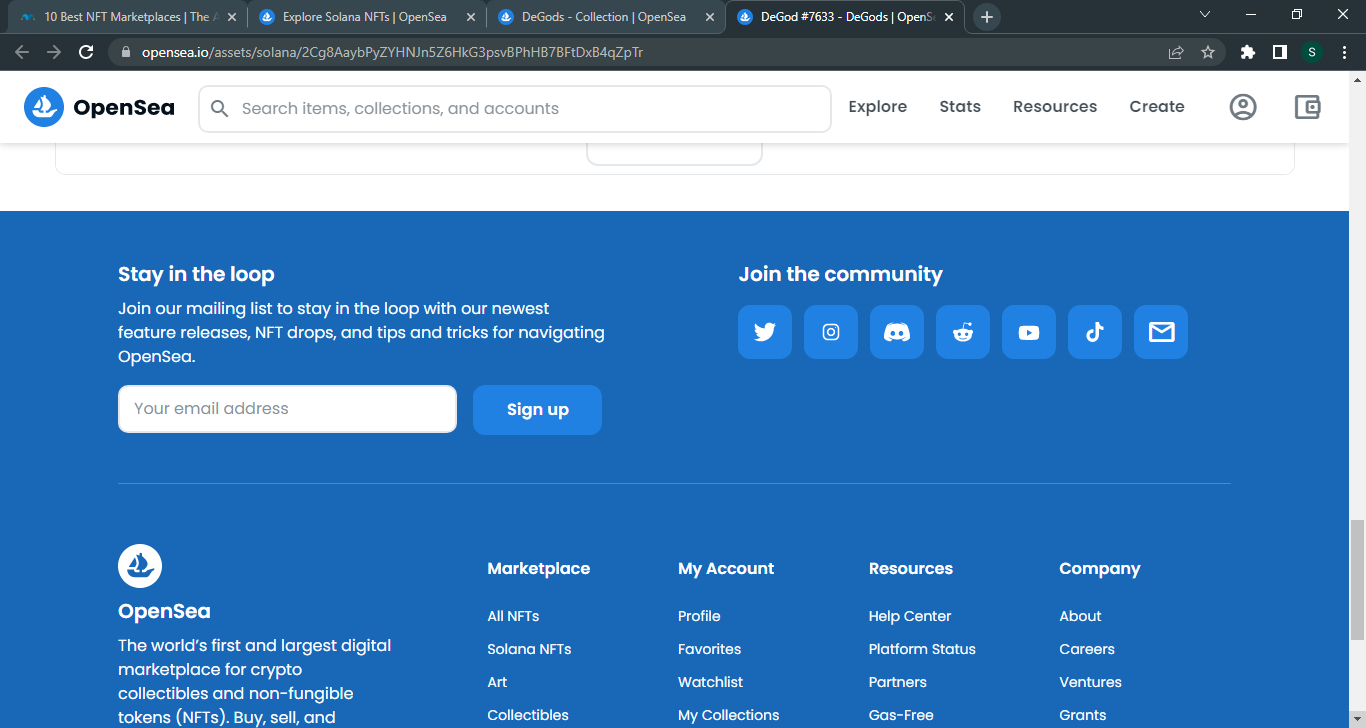 10 Best NFT Marketplaces | The A
Explore Solana NFTs | OpenSea
DeGods - Collection | OpenSea
DeGod #7633 - DeGods | OpenSe
opensea.io/assets/solana/2Cg8AaybPyZYHNJn5Z6HkG3psvBPhHB7BFtDxB4qZpTr
S
OpenSea
Search items, collections, and accounts
Explore
Stats
Resources
Create
Stay in the loop
Join our mailing list to stay in the loop with our newest
feature releases, NFT drops, and tips and tricks for navigating
OpenSea.
Your email address
Sign up
Join the community
OpenSea
The world’s first and largest digital
marketplace for crypto
collectibles and non-fungible
tokens (NFTs). Buy, sell, and
Marketplace
All NFTs
Solana NFTs
Art
Collectibles
My Account
Profile
Favorites
Watchlist
My Collections
Resources
Help Center
Platform Status
Partners
Gas-Free
Company
About
Careers
Ventures
Grants